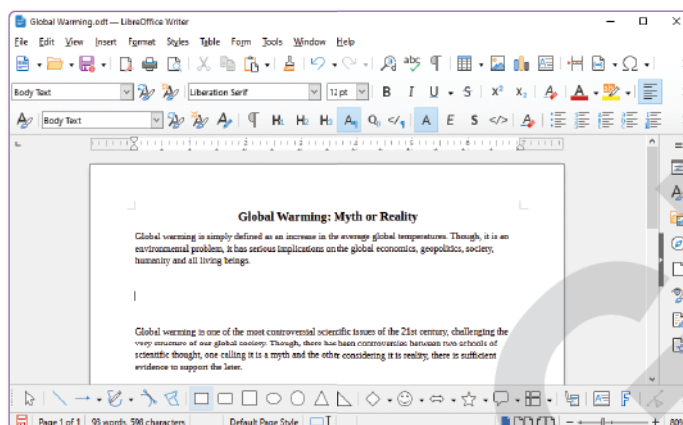 Global Warming.odt — LibreOffice Writer
File Edit View Insert Format Styles Table Form Tools Window Help
Body Text Liberation Serif 12 pt B I U S X² X₂ A A
Body Text H₁ H₂ H₃ A E S </> A
Global Warming: Myth or Reality
Global warming is simply defined as an increase in the average global temperatures. Though, it is an
environmental problem, it has serious implications on the global economics, geopolitics, society,
humanity and all living beings.
Global warming is one of the most controversial scientific issues of the 21st century, challenging the
very structure of our global society. Though, there has been controversies between two schools of
scientific thought, one calling it is a myth and the other considering it is reality, there is sufficient
evidence to support the later.
Page 1 of 1 93 words, 598 characters Default Page Style 80%